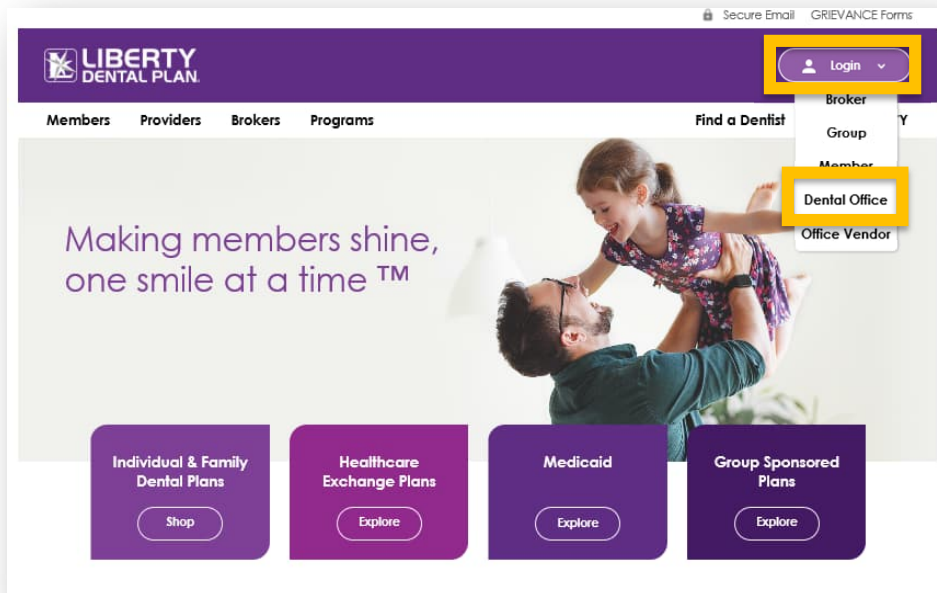 Secure Email GRIEVANCE Forms
LIBERTY
DENTAL PLAN.
Login
Members Providers Brokers Programs Find a Dentist
Broker
Group
Member
Dental Office
Office Vendor
Making members shine,
one smile at a time ™
Individual & Family
Dental Plans
Shop
Healthcare
Exchange Plans
Explore
Medicaid
Explore
Group Sponsored
Plans
Explore